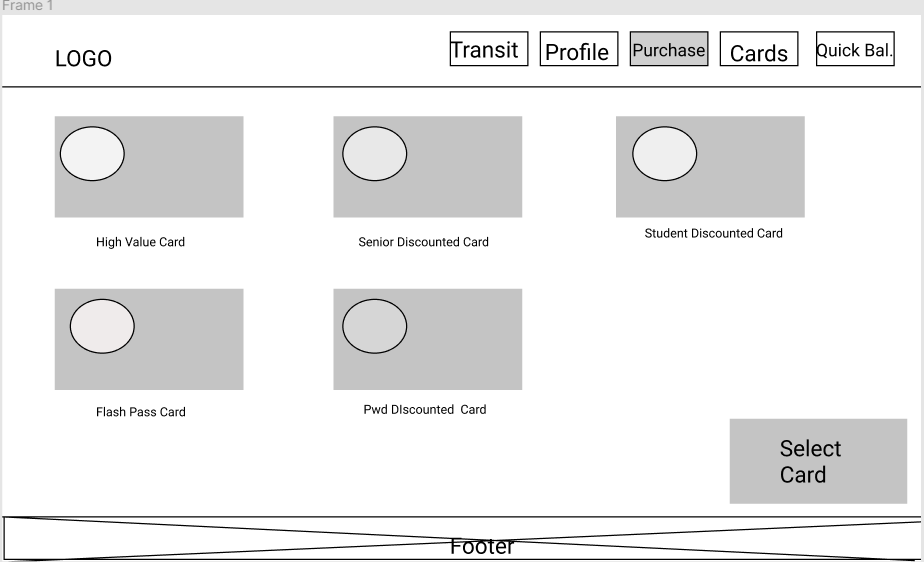 Frame 1
LOGO
Transit
Profile
Purchase
Cards
Quick Bal.
High Value Card
Senior Discounted Card
Student Discounted Card
Flash Pass Card
Pwd DIscounted  Card
Select
Card
Footer